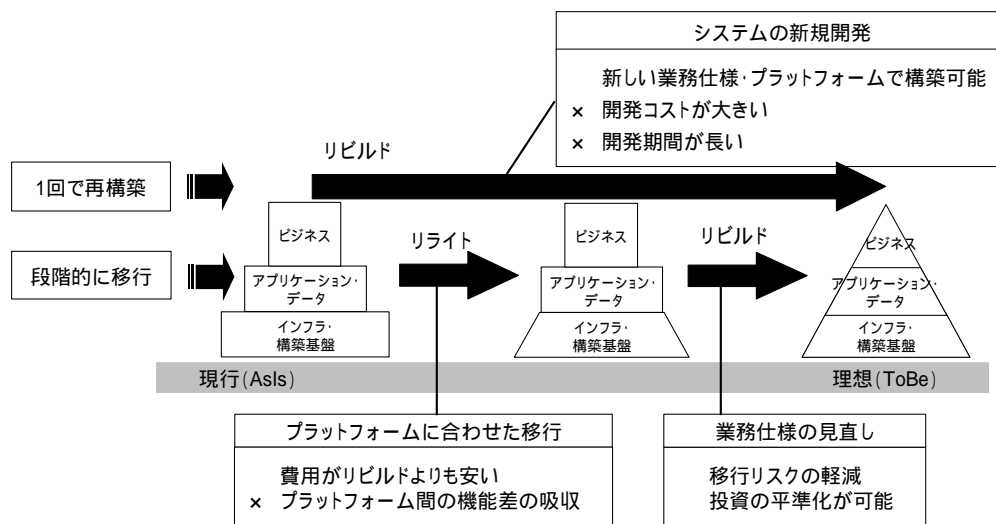 システムの新規開発
新しい業務仕様・プラットフォームで構築可能
× 開発コストが大きい
× 開発期間が長い
リビルド
1回で再構築
段階的に移行
ビジネス
アプリケーション・
データ
インフラ・
構築基盤
リライト
ビジネス
アプリケーション・
データ
インフラ・
構築基盤
リビルド
ビジネス
アプリケーション・
データ
インフラ・
構築基盤
現行(AsIs)
理想(ToBe)
プラットフォームに合わせた移行
費用がリビルドよりも安い
× プラットフォーム間の機能差の吸収
業務仕様の見直し
移行リスクの軽減
投資の平準化が可能